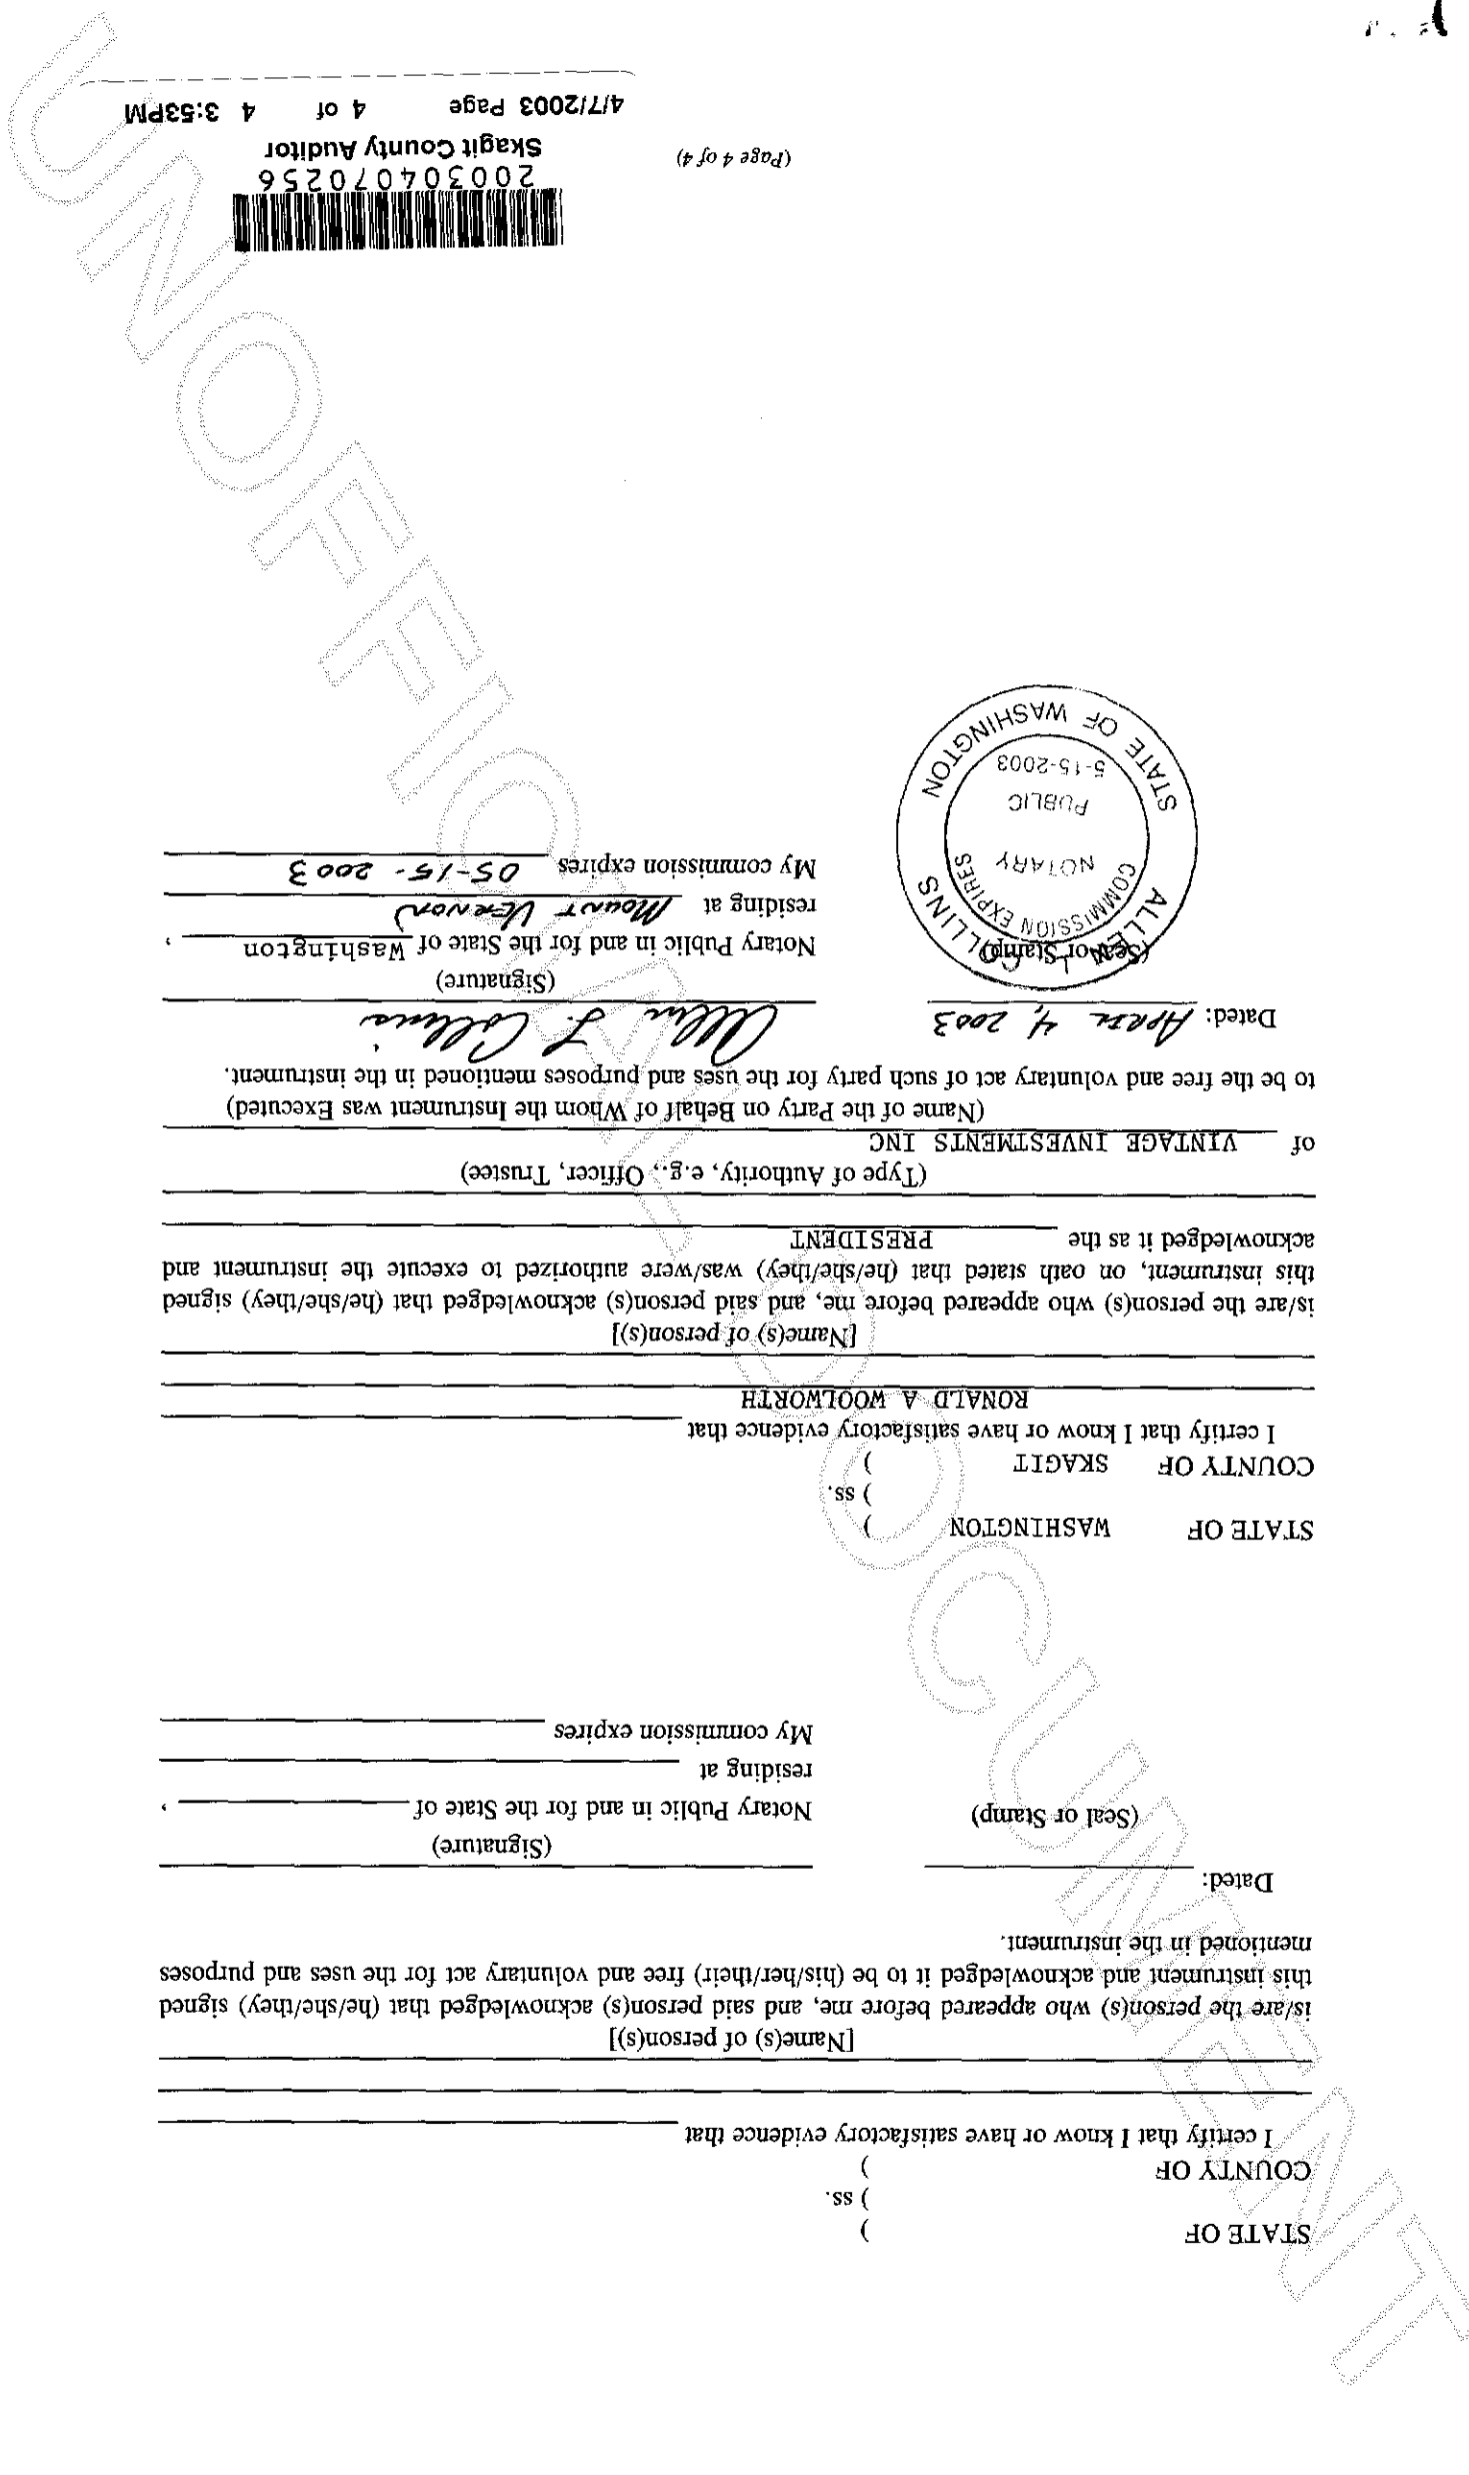 STATE OF )
) ss.
COUNTY OF )
I certify that I know or have satisfactory evidence that
[Name(s) of person(s)]
is/are the person(s) who appeared before me, and said person(s) acknowledged that (he/she/they) signed
this instrument and acknowledged it to be (his/her/their) free and voluntary act for the uses and purposes
mentioned in the instrument.
Dated:
(Signature)
(Seal or Stamp)
Notary Public in and for the State of ,
residing at
My commission expires
STATE OF WASHINGTON )
) ss.
COUNTY OF SKAGIT )
I certify that I know or have satisfactory evidence that
RONALD A WOOLWORTH
[Name(s) of person(s)]
is/are the person(s) who appeared before me, and said person(s) acknowledged that (he/she/they) signed
this instrument, on oath stated that (he/she/they) was/were authorized to execute the instrument and
acknowledged it as the PRESIDENT
(Type of Authority, e.g., Officer, Trustee)
of VINTAGE INVESTMENTS INC
(Name of the Party on Behalf of Whom the Instrument was Executed)
to be the free and voluntary act of such party for the uses and purposes mentioned in the instrument.
Dated: April 4, 2003
Allen L. Collins
(Signature)
(Seal or Stamp)
Notary Public in and for the State of Washington ,
residing at Mount Vernon
My commission expires 05-15-2003
ALLEN L COLLINS
COMMISSION EXPIRES
NOTARY
PUBLIC
5-15-2003
STATE OF WASHINGTON
(Page 4 of 4)
200304070256
Skagit County Auditor
4/7/2003 Page 4 of 4 3:53PM
UNOFFICIAL DOCUMENT